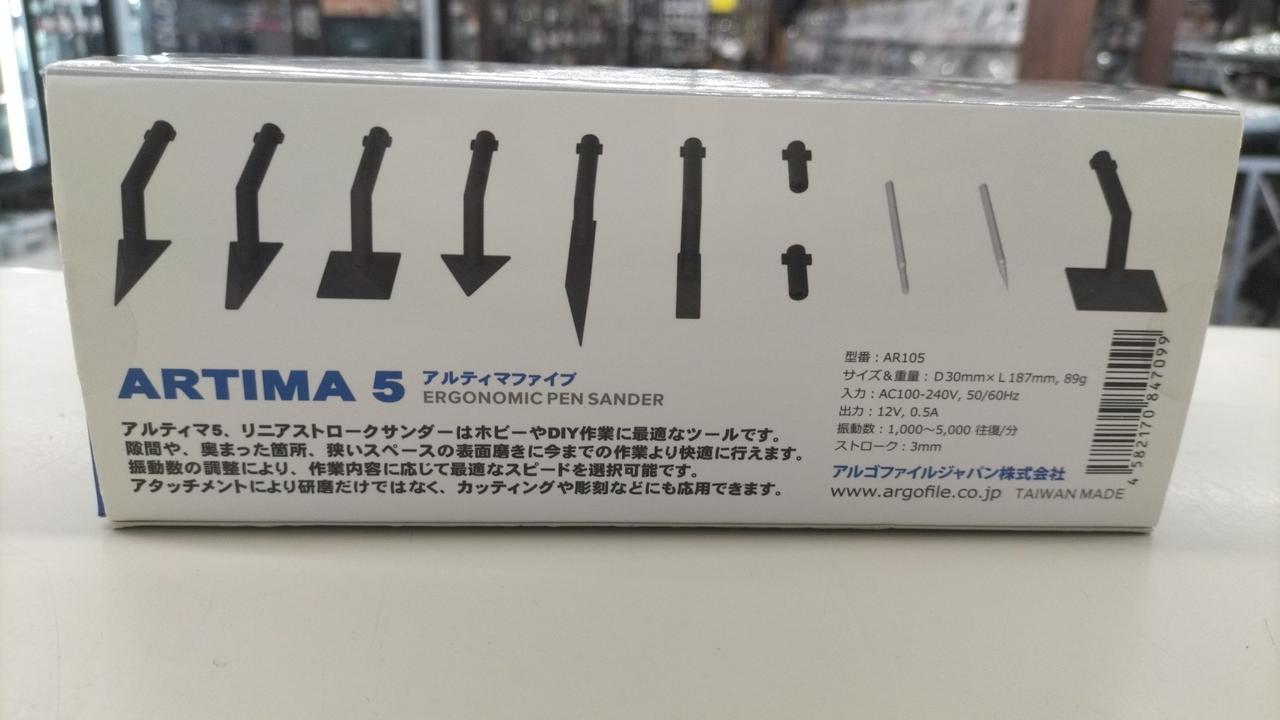 ARTIMA 5 アルティマファイブ
ERGONOMIC PEN SANDER
アルティマ5、リニアストロークサンダーはホビーやDIY作業に最適なツールです。
隙間や、奥まった箇所、狭いスペースの表面磨きに今までの作業より快適に行えます。
振動数の調整により、作業内容に応じて最適なスピードを選択可能です。
アタッチメントにより研磨だけではなく、カッティングや彫刻などにも応用できます。
型番：AR105
サイズ＆重量：D30mm×L187mm, 89g
入力：AC100-240V, 50/60Hz
出力：12V, 0.5A
振動数：1,000～5,000 往復/分
ストローク：3mm
アルゴファイルジャパン株式会社
www.argofile.co.jp TAIWAN MADE
4582170847099